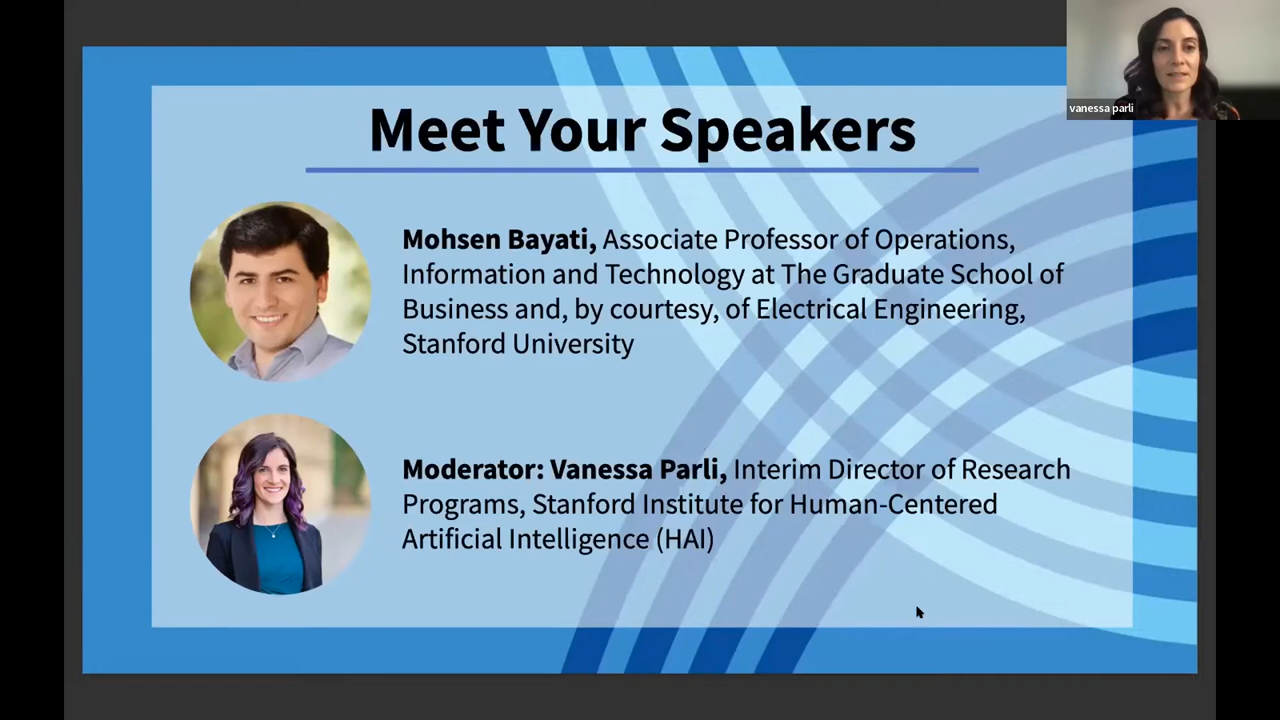 Meet Your Speakers
vanessa parli
Mohsen Bayati, Associate Professor of Operations,
Information and Technology at The Graduate School of
Business and, by courtesy, of Electrical Engineering,
Stanford University
Moderator: Vanessa Parli, Interim Director of Research
Programs, Stanford Institute for Human-Centered
Artificial Intelligence (HAI)